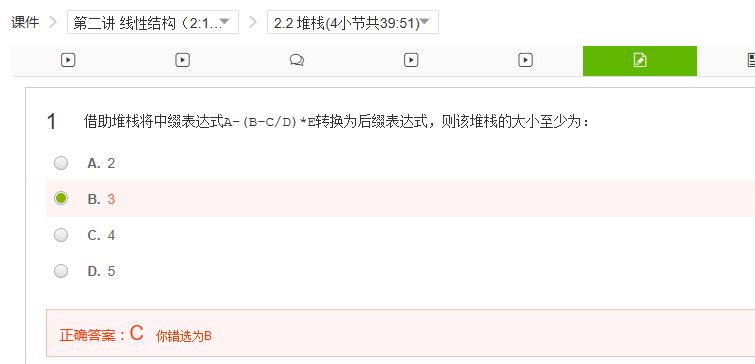 课件 第二讲 线性结构（2:1... 2.2 堆栈(4小节共39:51)
1 借助堆栈将中缀表达式A-(B-C/D)*E转换为后缀表达式，则该堆栈的大小至少为：
A. 2
B. 3
C. 4
D. 5
正确答案：C 你错选为B